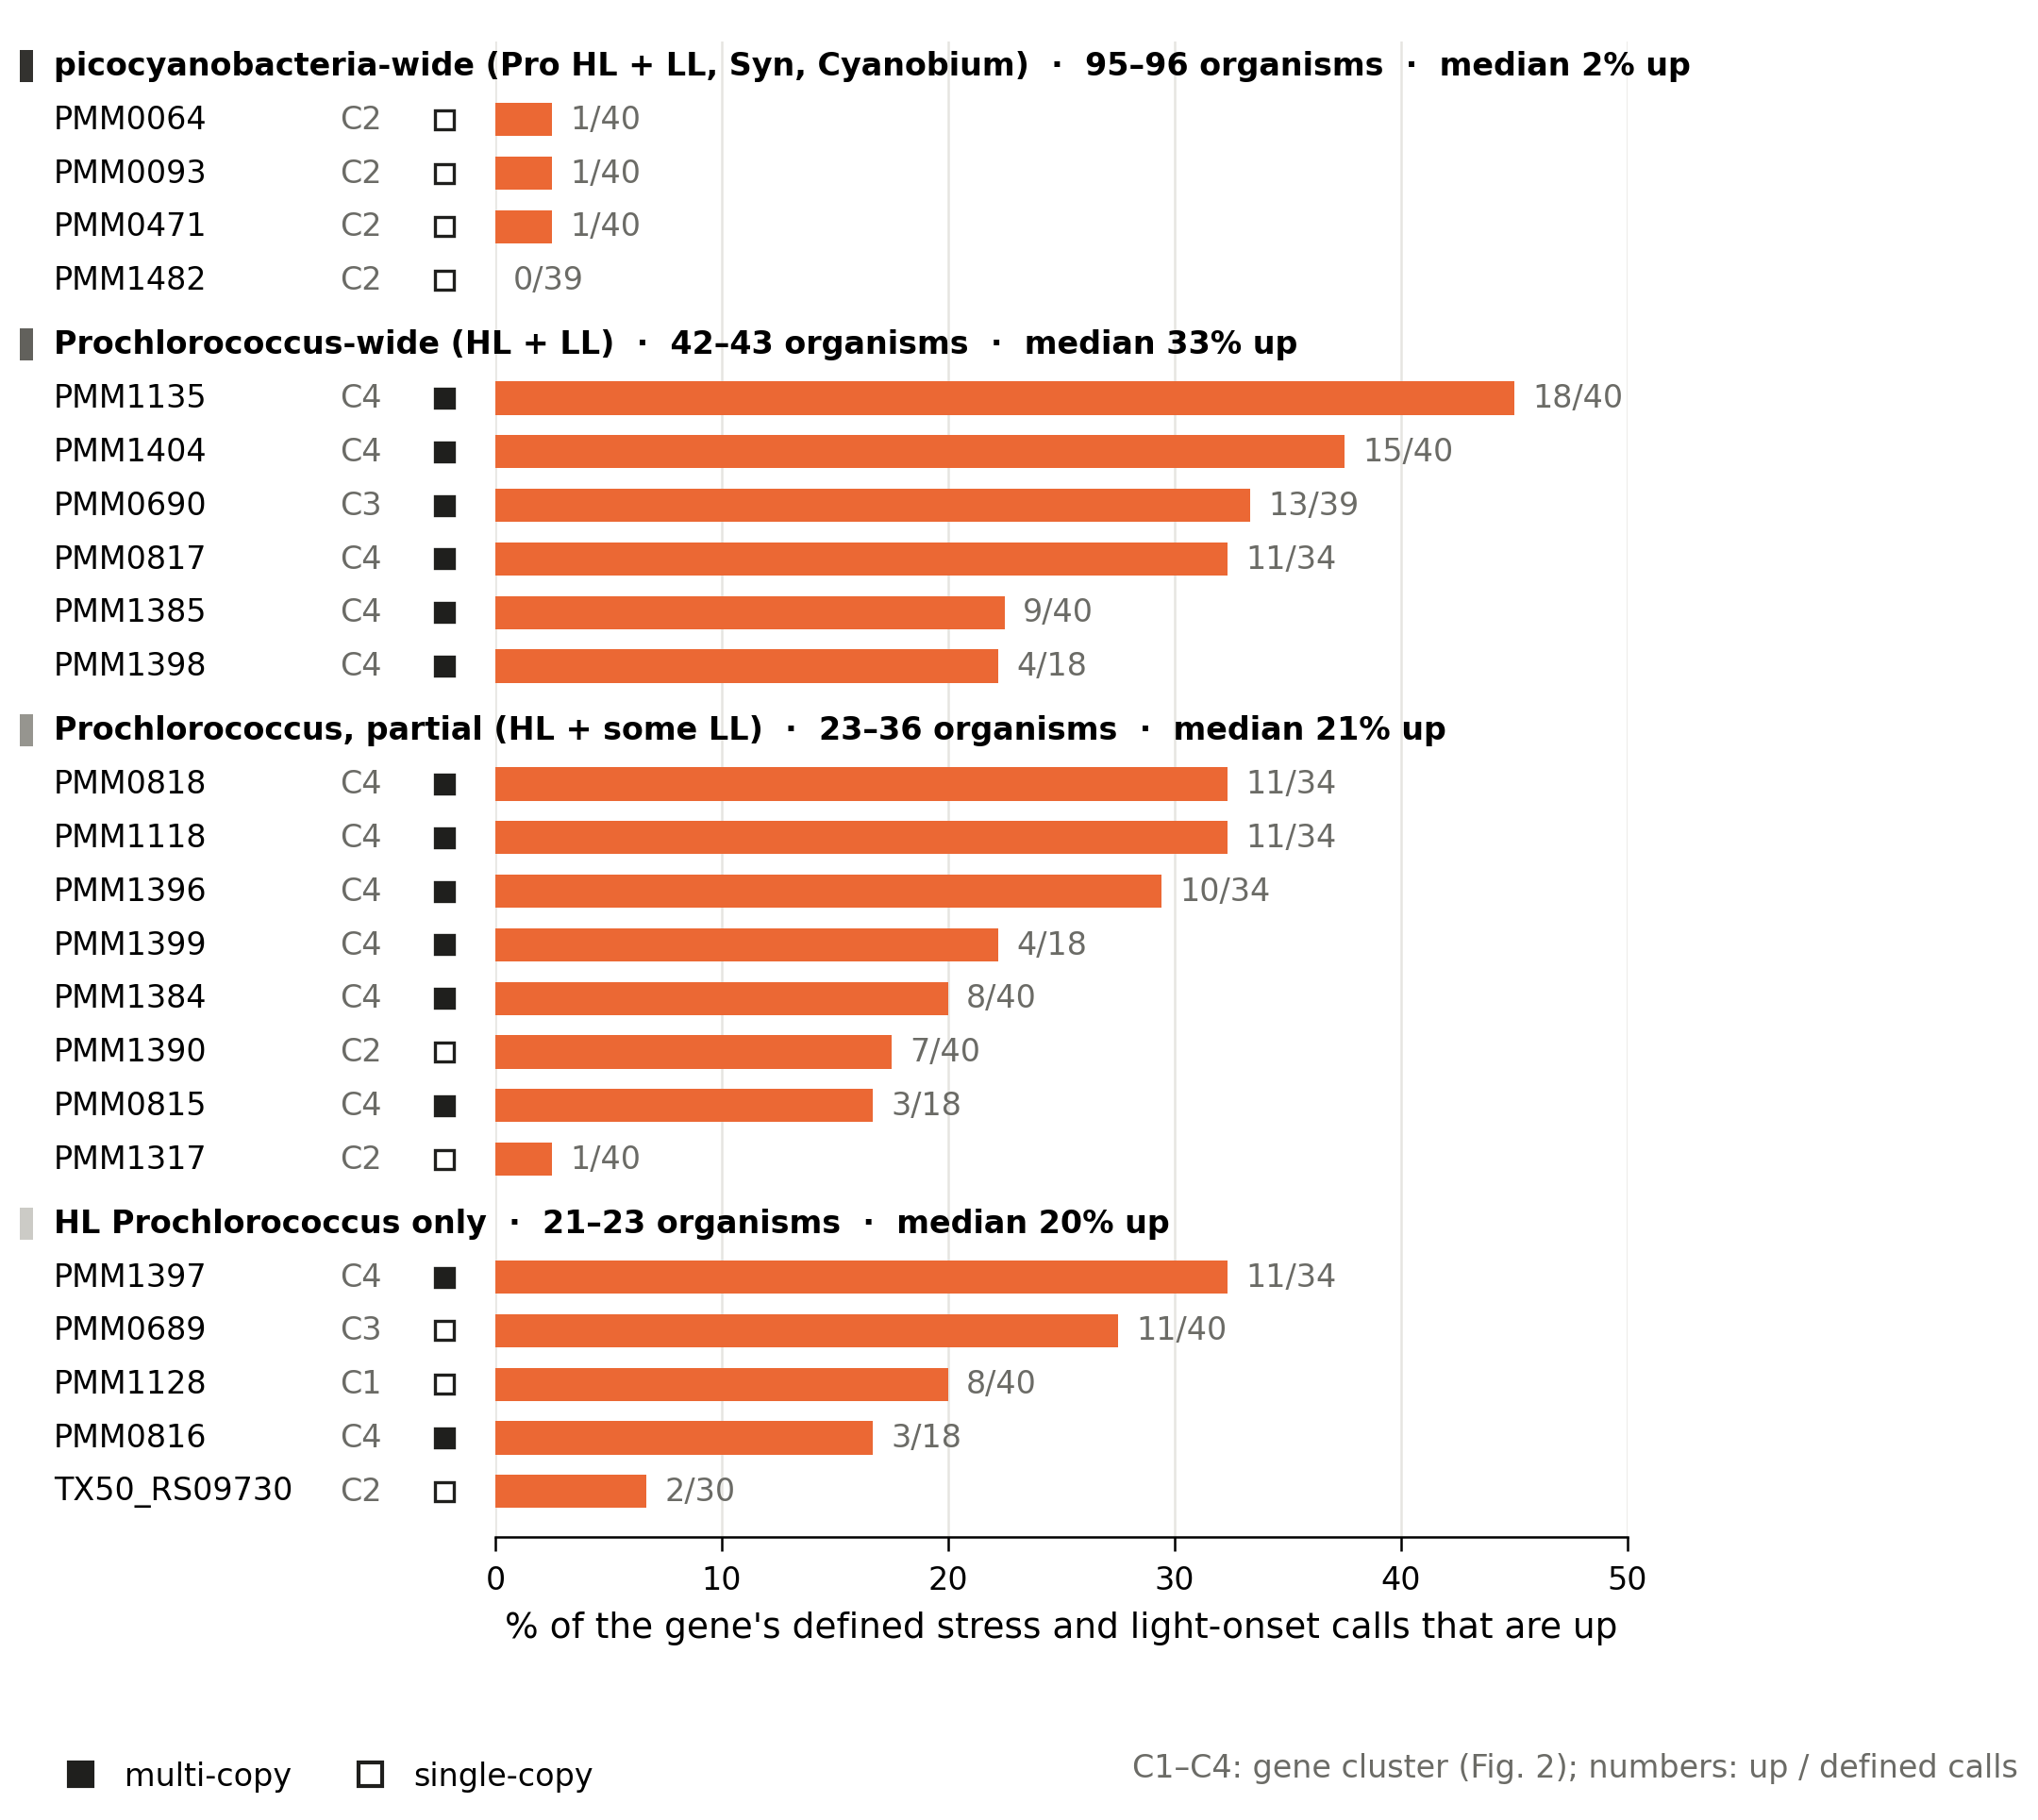 picocyanobacteria-wide (Pro HL + LL, Syn, Cyanobium) · 95–96 organisms · median 2% up
PMM0064 C2 1/40
PMM0093 C2 1/40
PMM0471 C2 1/40
PMM1482 C2 0/39
Prochlorococcus-wide (HL + LL) · 42–43 organisms · median 33% up
PMM1135 C4 18/40
PMM1404 C4 15/40
PMM0690 C3 13/39
PMM0817 C4 11/34
PMM1385 C4 9/40
PMM1398 C4 4/18
Prochlorococcus, partial (HL + some LL) · 23–36 organisms · median 21% up
PMM0818 C4 11/34
PMM1118 C4 11/34
PMM1396 C4 10/34
PMM1399 C4 4/18
PMM1384 C4 8/40
PMM1390 C2 7/40
PMM0815 C4 3/18
PMM1317 C2 1/40
HL Prochlorococcus only · 21–23 organisms · median 20% up
PMM1397 C4 11/34
PMM0689 C3 11/40
PMM1128 C1 8/40
PMM0816 C4 3/18
TX50_RS09730 C2 2/30
0 10 20 30 40 50
% of the gene's defined stress and light-onset calls that are up
multi-copy single-copy
C1–C4: gene cluster (Fig. 2); numbers: up / defined calls